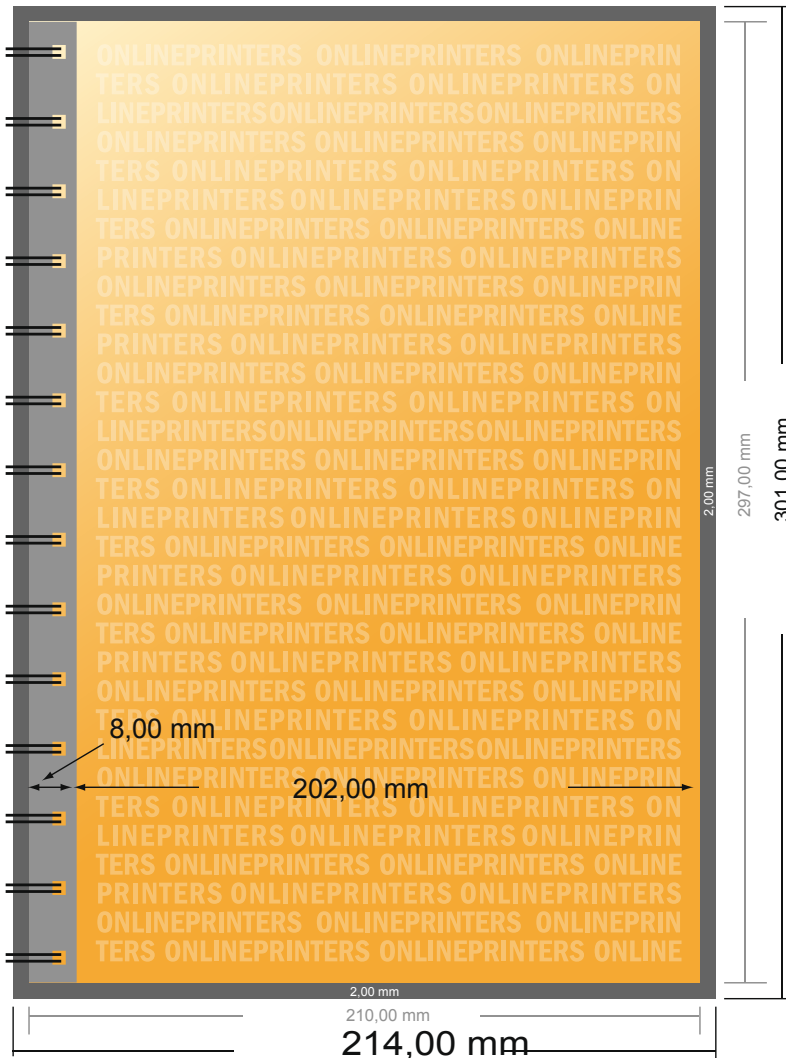 ONLINEPRINTERS ONLINEPRINTERS ONLINEPRIN
TERS ONLINEPRINTERS ONLINEPRINTERS ON
LINEPRINTERSONLINEPRINTERSONLINEPRINTERS
ONLINEPRINTERS ONLINEPRINTERS ONLINEPRIN
TERS ONLINEPRINTERS ONLINEPRINTERS ON
LINEPRINTERS ONLINEPRINTERS ONLINEPRIN
TERS ONLINEPRINTERS ONLINEPRINTERS ONLINE
PRINTERS ONLINEPRINTERS ONLINEPRINTERS
ONLINEPRINTERS ONLINEPRINTERS ONLINEPRIN
TERS ONLINEPRINTERS ONLINEPRINTERS ONLINE
PRINTERS ONLINEPRINTERS ONLINEPRINTERS
ONLINEPRINTERS ONLINEPRINTERS ONLINEPRIN
TERS ONLINEPRINTERS ONLINEPRINTERS ON
LINEPRINTERSONLINEPRINTERSONLINEPRINTERS
ONLINEPRINTERS ONLINEPRINTERS ONLINEPRIN
TERS ONLINEPRINTERS ONLINEPRINTERS ON
LINEPRINTERS ONLINEPRINTERS ONLINEPRIN
TERS ONLINEPRINTERS ONLINEPRINTERS ONLINE
PRINTERS ONLINEPRINTERS ONLINEPRINTERS
ONLINEPRINTERS ONLINEPRINTERS ONLINEPRIN
TERS ONLINEPRINTERS ONLINEPRINTERS ONLINE
PRINTERS ONLINEPRINTERS ONLINEPRINTERS
ONLINEPRINTERS ONLINEPRINTERS ONLINEPRIN
TERS ONLINEPRINTERS ONLINEPRINTERS ON
8,00 mm
LINEPRINTERSONLINEPRINTERSONLINEPRINTERS
ONLINEPRINTERS ONLINEPRINTERS ONLINEPRIN
202,00 mm
TERS ONLINEPRINTERS ONLINEPRINTERS ON
LINEPRINTERS ONLINEPRINTERS ONLINEPRIN
TERS ONLINEPRINTERS ONLINEPRINTERS ONLINE
PRINTERS ONLINEPRINTERS ONLINEPRINTERS
ONLINEPRINTERS ONLINEPRINTERS ONLINEPRIN
TERS ONLINEPRINTERS ONLINEPRINTERS ONLINE
2,00 mm
297,00 mm
301,00 mm
2,00 mm
210,00 mm
214,00 mm